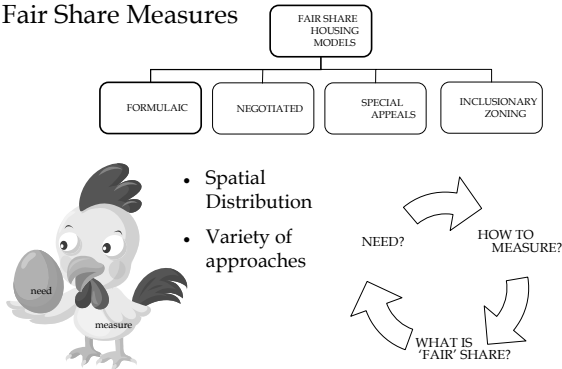 Fair Share Measures
FAIR SHARE
HOUSING
MODELS
FORMULAIC
NEGOTIATED
SPECIAL
APPEALS
INCLUSIONARY
ZONING
• Spatial
Distribution
• Variety of
approaches
need
measure
NEED?
HOW TO
MEASURE?
WHAT IS
'FAIR' SHARE?